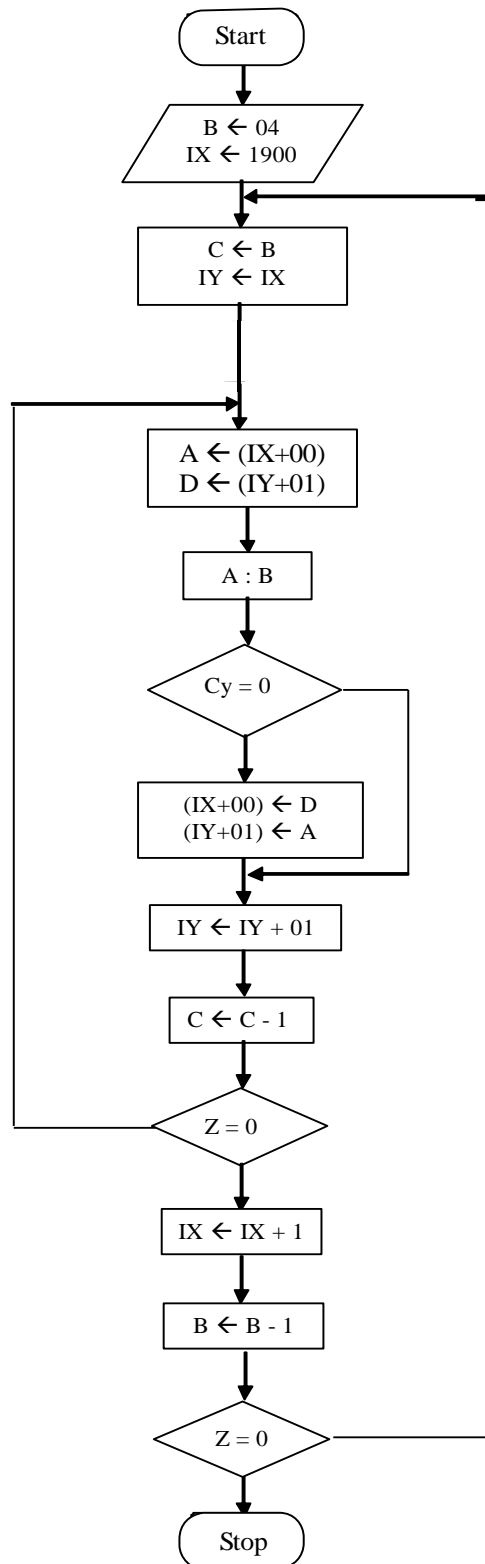 Start
B ← 04
IX ← 1900
C ← B
IY ← IX
A ← (IX+00)
D ← (IY+01)
A : B
Cy = 0
(IX+00) ← D
(IY+01) ← A
IY ← IY + 01
C ← C - 1
Z = 0
IX ← IX + 1
B ← B - 1
Z = 0
Stop